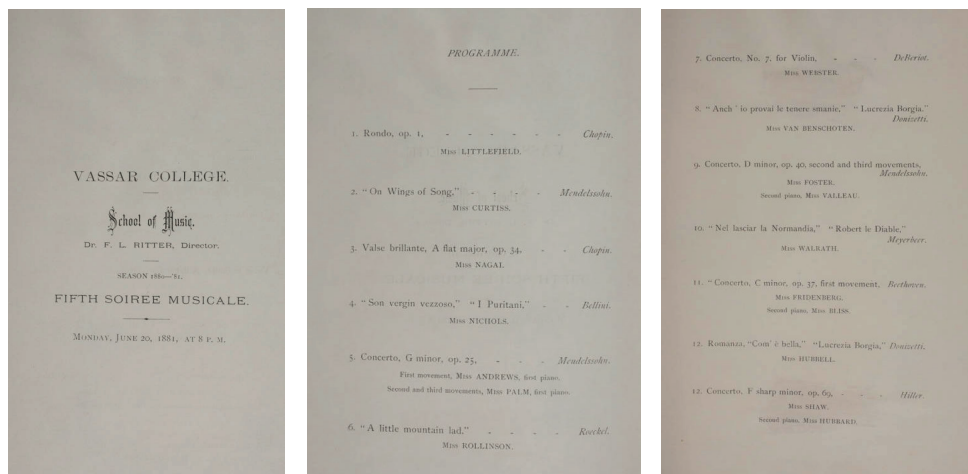 VASSAR COLLEGE.
School of Music.
Dr. F. L. RITTER, Director.
SEASON 1880—'81.
FIFTH SOIREE MUSICALE.
MONDAY, JUNE 20, 1881, AT 8 P. M.
PROGRAMME.
1. Rondo, op. 1, - - - - - - Chopin.
Miss LITTLEFIELD.
2. "On Wings of Song," - - - - Mendelssohn.
Miss CURTISS.
3. Valse brillante, A flat major, op. 34, - - Chopin.
Miss NAGAI.
4. "Son vergin vezzoso," "I Puritani," - - Bellini.
Miss NICHOLS.
5. Concerto, G minor, op. 25, - - - Mendelssohn.
First movement, Miss ANDREWS, first piano.
Second and third movements, Miss PALM, first piano.
6. "A little mountain lad," - - - - Roeckel.
Miss ROLLINSON.
7. Concerto, No. 7, for Violin, - - - DeBeriot.
Miss WEBSTER.
8. "Anch' io provai le tenere smanie," "Lucrezia Borgia,"
Donizetti.
Miss VAN BENSCHOTEN.
9. Concerto, D minor, op. 40, second and third movements,
Mendelssohn.
Miss FOSTER.
Second piano, Miss VALLEAU.
10. "Nel lasciar la Normandia," "Robert le Diable,"
Meyerbeer.
Miss WALRATH.
11. "Concerto, C minor, op. 37, first movement, Beethoven.
Miss FRIDENBERG.
Second piano, Miss BLISS.
12. Romanza, "Com' è bella," "Lucrezia Borgia," Donizetti.
Miss HUBBELL.
12. Concerto, F sharp minor, op. 69, - - - Hiller.
Miss SHAW.
Second piano, Miss HUBBARD.